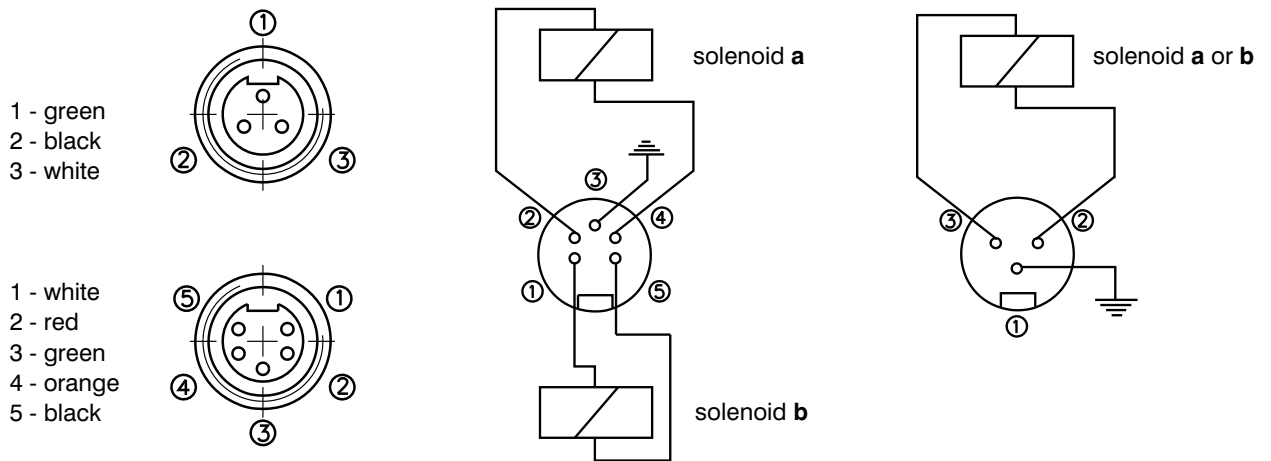 ①
1 - green
2 - black
3 - white
② ③
1 - white
2 - red
3 - green
4 - orange
5 - black
⑤ ①
④ ②
③
solenoid a
③
② ④
① ⑤
solenoid b
solenoid a or b
③ ②
①